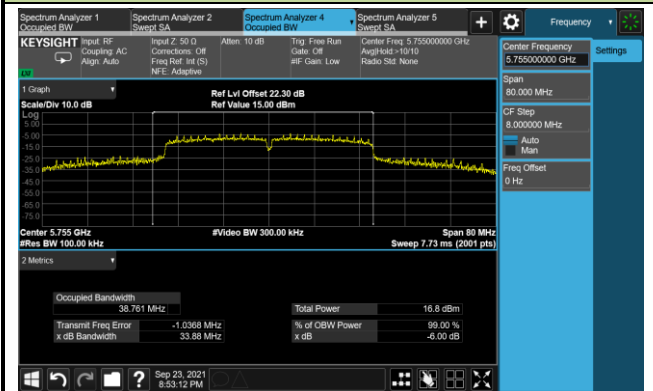 Spectrum Analyzer 1
Occupied BW
Spectrum Analyzer 2
Swept SA
Spectrum Analyzer 4
Occupied BW
Spectrum Analyzer 5
Swept SA
+
Frequency
KEYSIGHT
Input: RF
Coupling: AC
Align: Auto
Input Z: 50 Ω
Corrections: Off
Freq Ref: Int (S)
NFE: Adaptive
Atten: 10 dB
Trig: Free Run
Gate: Off
#IF Gain: Low
Center Freq: 5.755000000 GHz
Avg|Hold:>10/10
Radio Std: None
Center Frequency
5.755000000 GHz
Settings
Span
80.000 MHz
CF Step
8.000000 MHz
Auto
Man
Freq Offset
0 Hz
1 Graph
Scale/Div 10.0 dB
Ref Lvl Offset 22.30 dB
Ref Value 15.00 dBm
Log
5.00
-5.00
-15.0
-25.0
-35.0
-45.0
-55.0
-65.0
-75.0
Center 5.755 GHz
#Res BW 100.00 kHz
#Video BW 300.00 kHz
Span 80 MHz
Sweep 7.73 ms (2001 pts)
2 Metrics
Occupied Bandwidth
38.761 MHz
Total Power 16.8 dBm
Transmit Freq Error -1.0368 MHz
% of OBW Power 99.00 %
x dB Bandwidth 33.88 MHz
x dB -6.00 dB
?
Sep 23, 2021
8:53:12 PM